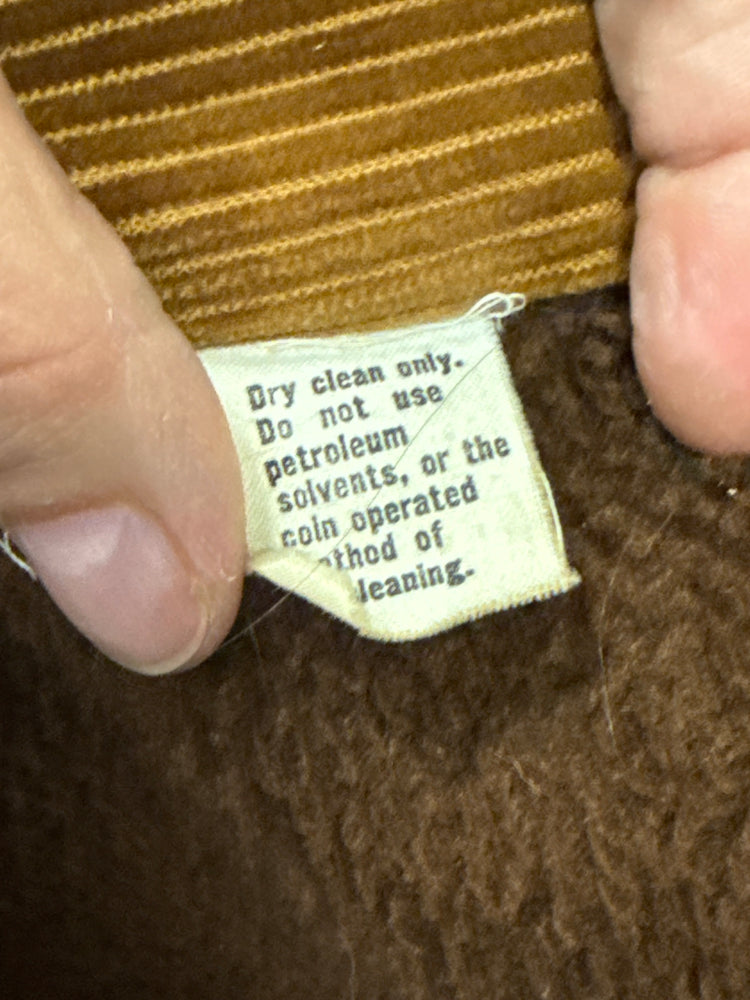 Dry clean only.
Do not use
petroleum
solvents, or the
coin operated
ethod of
leaning.